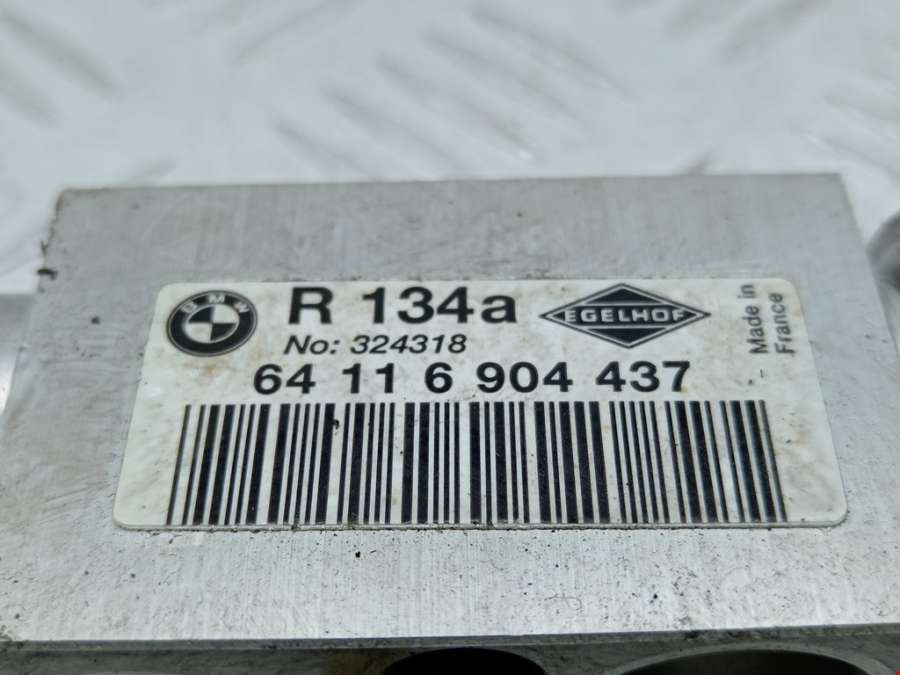 BMW
R 134a
EGELHOF
Made in
France
No: 324318
64 11 6 904 437